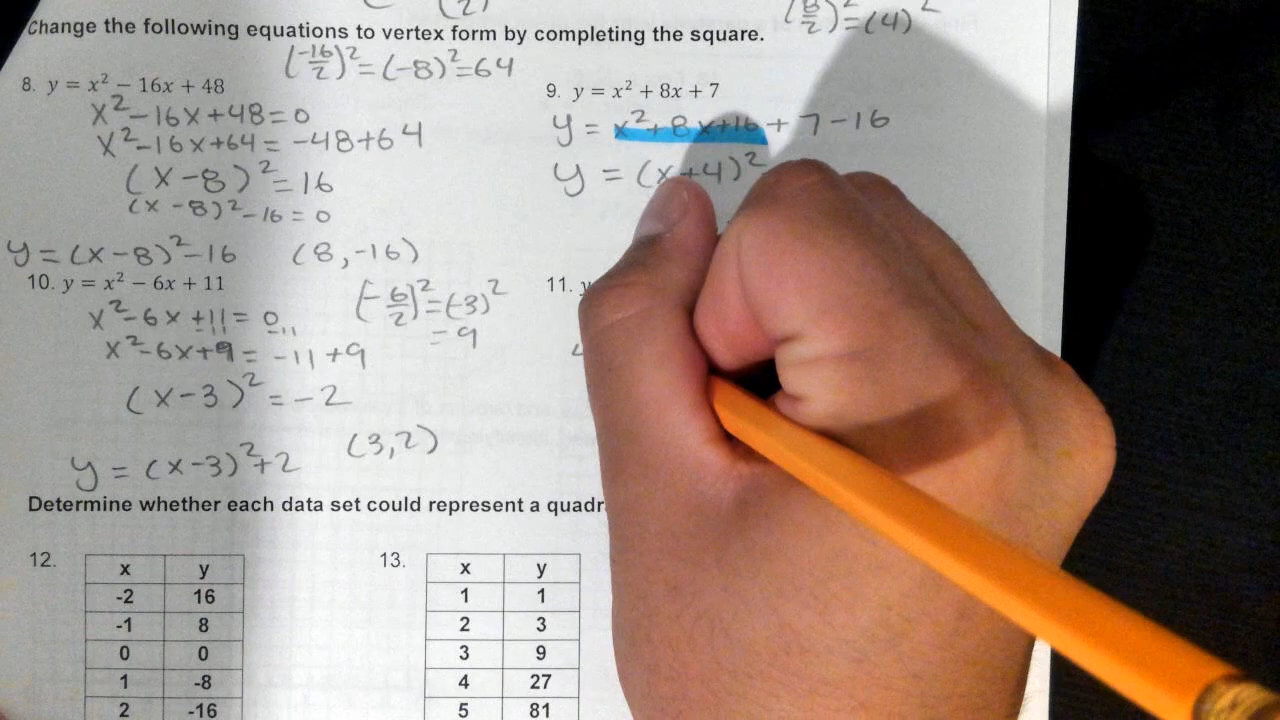 (2)
(8/2)²=(4)²
Change the following equations to vertex form by completing the square.
(-16/2)²=(-8)²=64
8. y = x² − 16x + 48
x²-16x+48=0
x²-16x+64=-48+64
(x-8)²=16
(x-8)²-16=0
y=(x-8)²-16 (8,-16)
9. y = x² + 8x + 7
y = x²+8x+16+7-16
y = (x+4)²
10. y = x² − 6x + 11
(-6/2)²=(-3)²
=9
x²-6x+11=0
-11
x²-6x+9=-11+9
(x-3)²=-2
y=(x-3)²+2 (3,2)
11. y
Determine whether each data set could represent a quadr
12.
x y
-2 16
-1 8
0 0
1 -8
2 -16
13.
x y
1 1
2 3
3 9
4 27
5 81